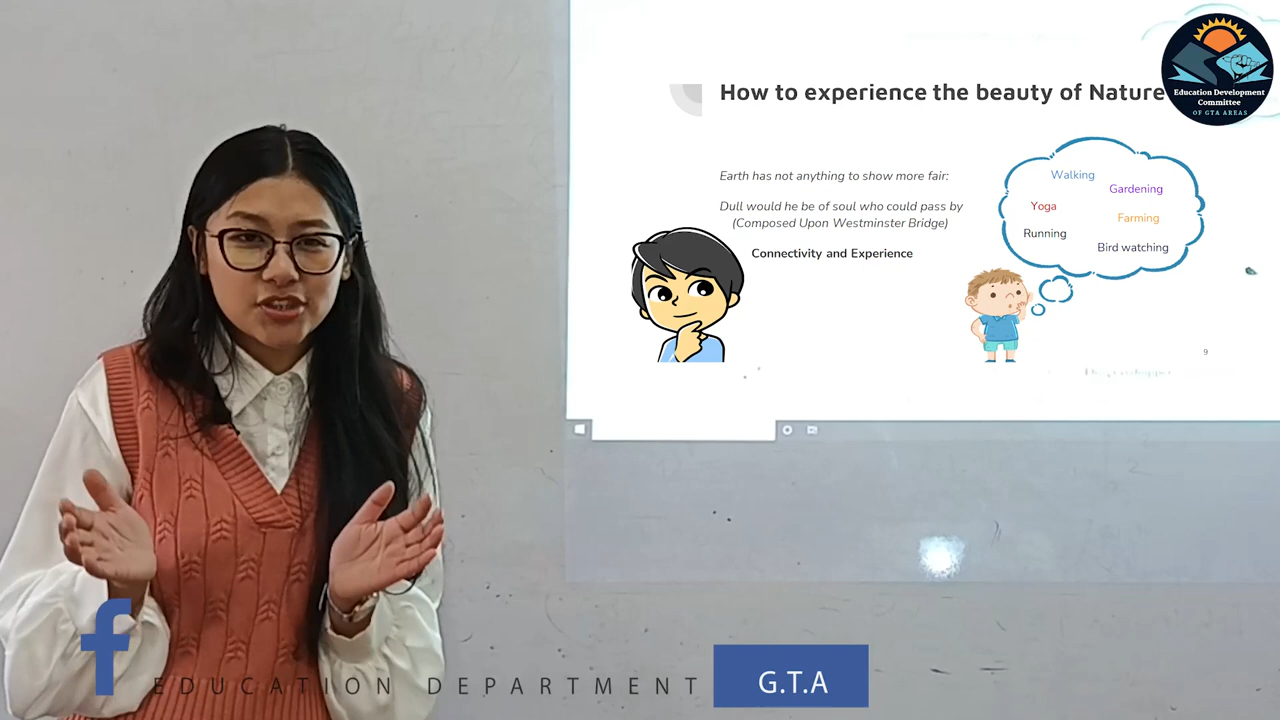 How to experience the beauty of Nature
Education Development
Committee
OF GTA AREAS
Earth has not anything to show more fair:
Dull would he be of soul who could pass by
(Composed Upon Westminster Bridge)
Connectivity and Experience
Walking
Gardening
Yoga
Farming
Running
Bird watching
9
The grasshopper
f
EDUCATION DEPARTMENT
G.T.A